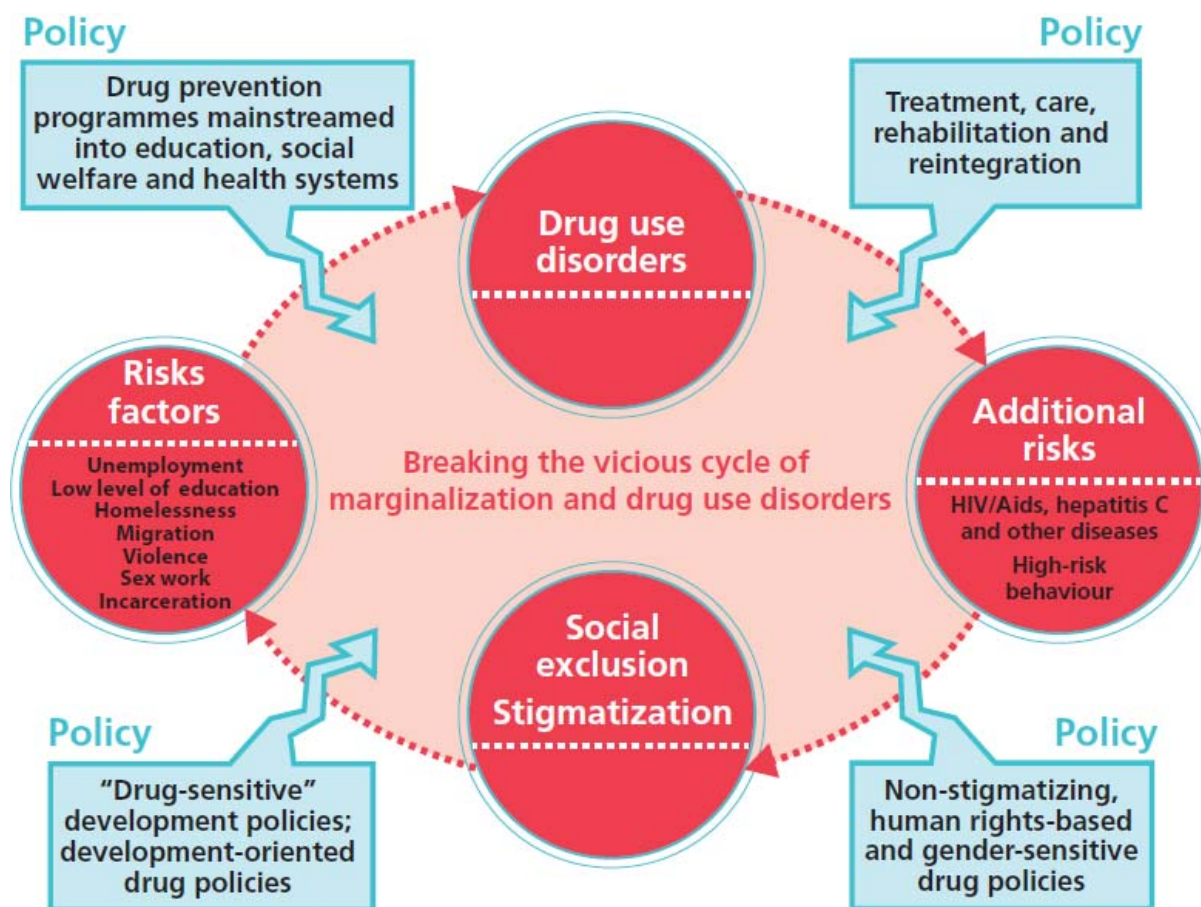 Policy
Drug prevention
programmes mainstreamed
into education, social
welfare and health systems
Policy
Treatment, care,
rehabilitation and
reintegration
Drug use
disorders
Risks
factors
Unemployment
Low level of education
Homelessness
Migration
Violence
Sex work
Incarceration
Breaking the vicious cycle of
marginalization and drug use disorders
Additional
risks
HIV/Aids, hepatitis C
and other diseases
High-risk
behaviour
Social
exclusion
Stigmatization
Policy
“Drug-sensitive”
development policies;
development-oriented
drug policies
Policy
Non-stigmatizing,
human rights-based
and gender-sensitive
drug policies